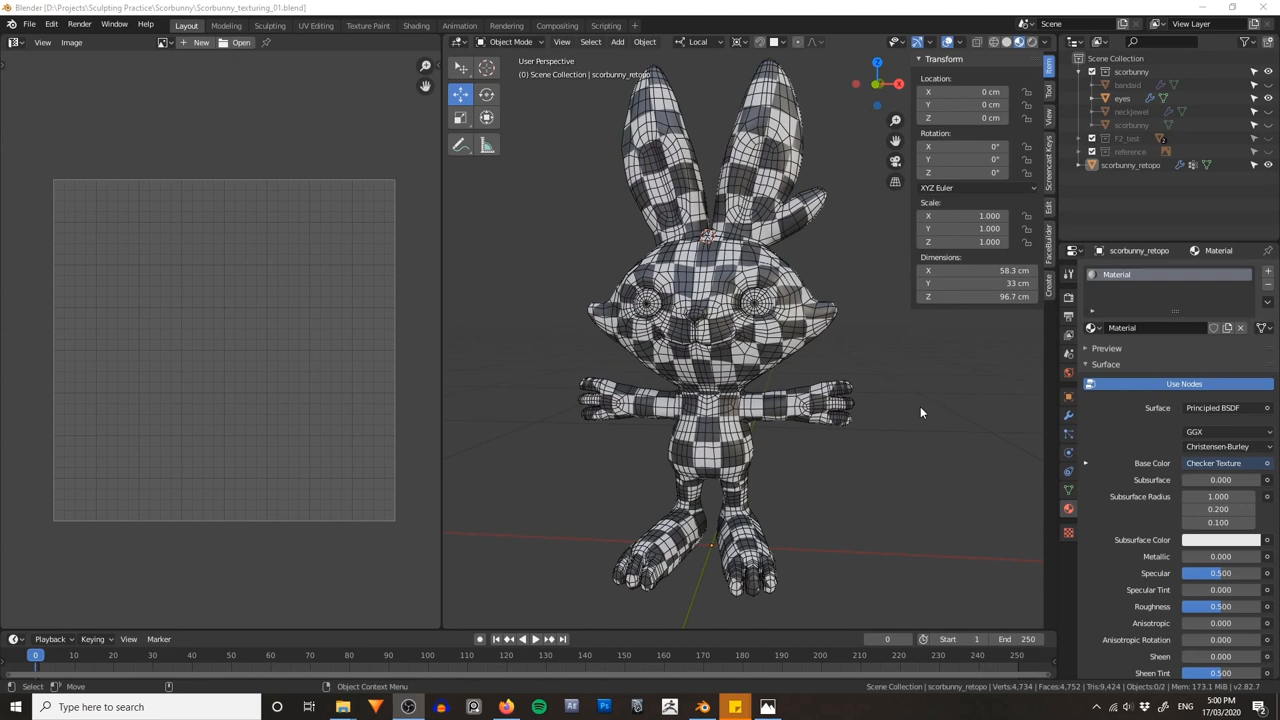 Blender [D:\Projects\Sculpting Practice\Scorbunny\Scorbunny_texturing_01.blend]
File Edit Render Window Help Layout Modeling Sculpting UV Editing Texture Paint Shading Animation Rendering Compositing Scripting + Scene View Layer
View Image New Open Object Mode View Select Add Object Local
User Perspective
(0) Scene Collection | scorbunny_retopo
Z
X
Transform
Location:
X 0 cm
Y 0 cm
Z 0 cm
Rotation:
X 0°
Y 0°
Z 0°
XYZ Euler
Scale:
X 1.000
Y 1.000
Z 1.000
Dimensions:
X 58.3 cm
Y 33 cm
Z 96.7 cm
Item
Tool
View
Screencast Keys
Edit
FaceBuilder
Create
Scene Collection
scorbunny
bandaid
eyes
neckJewel
scorbunny
F2_test
reference
scorbunny_retopo
scorbunny_retopo Material
Material
Material
Preview
Surface
Use Nodes
Surface Principled BSDF
GGX
Christensen-Burley
Base Color Checker Texture
Subsurface 0.000
Subsurface Radius 1.000
0.200
0.100
Subsurface Color
Metallic 0.000
Specular 0.500
Specular Tint 0.000
Roughness 0.500
Anisotropic 0.000
Anisotropic Rotation 0.000
Sheen 0.000
Sheen Tint 0.500
Playback Keying View Marker 0 Start 1 End 250
0 10 20 30 40 50 60 70 80 90 100 110 120 130 140 150 160 170 180 190 200 210 220 230 240 250
Select Move Object Context Menu Scene Collection | scorbunny_retopo | Verts:4,734 | Faces:4,752 | Tris:9,424 | Objects:0/2 | Mem: 173.1 MiB | v2.82.7
Type here to search
5:00 PM
17/03/2020